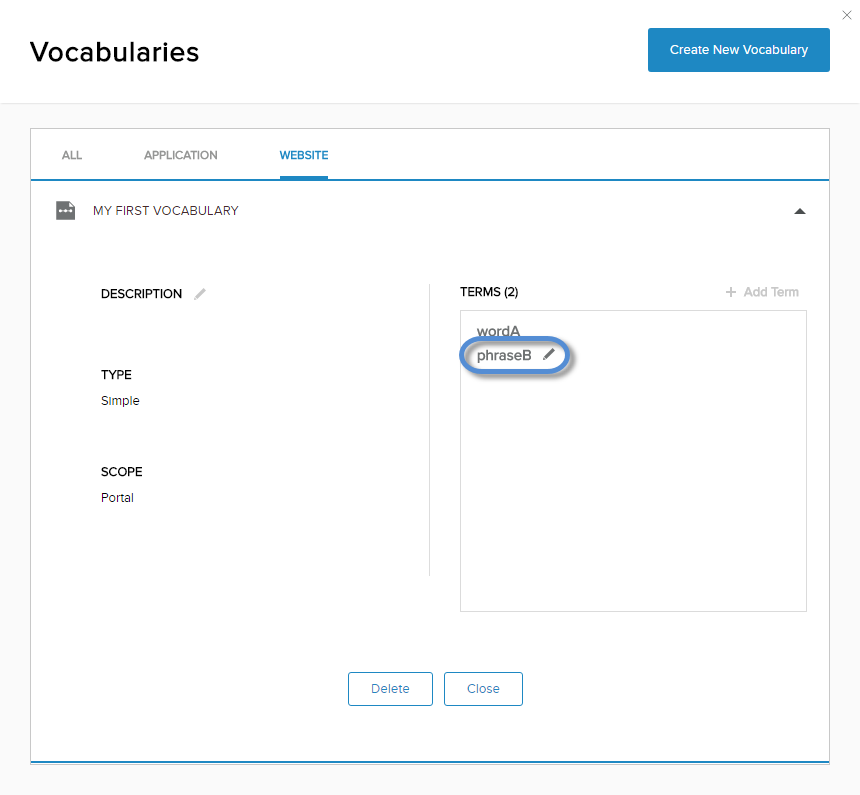 Vocabularies
Create New Vocabulary
ALL
APPLICATION
WEBSITE
MY FIRST VOCABULARY
DESCRIPTION
TYPE
Simple
SCOPE
Portal
TERMS (2)
+ Add Term
wordA
phraseB
Delete
Close